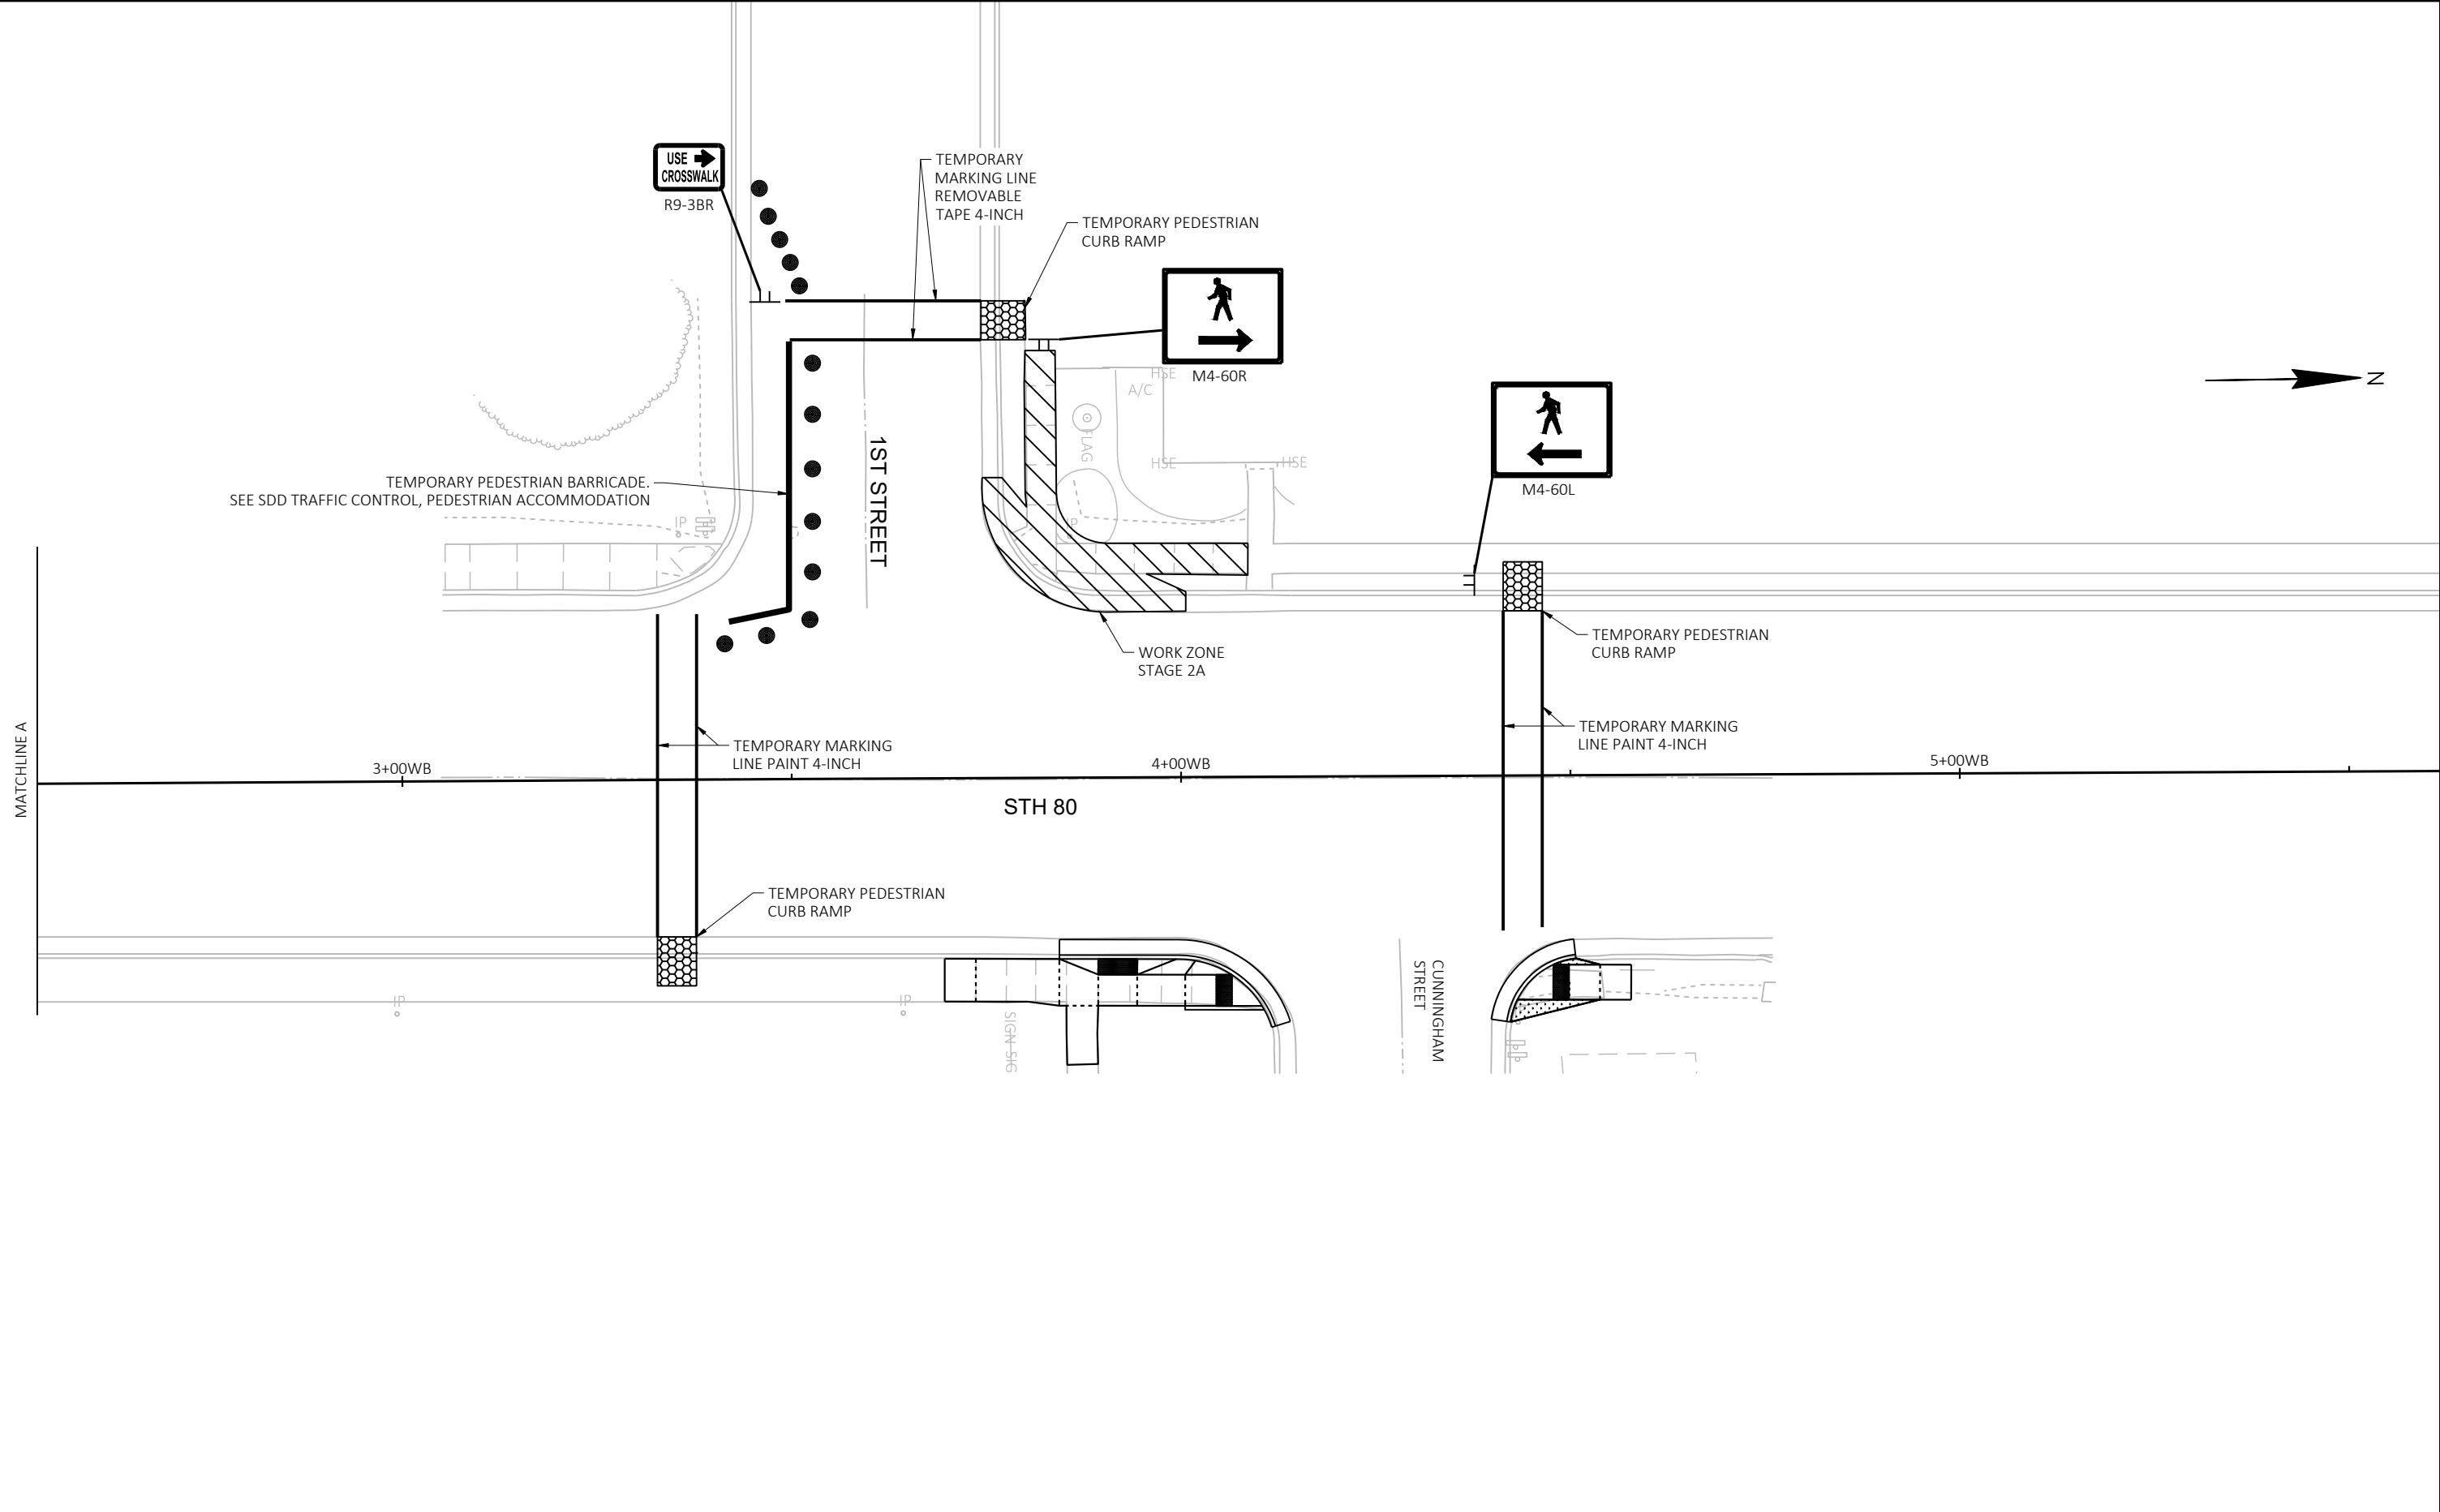 USE
CROSSWALK
R9-3BR
TEMPORARY
MARKING LINE
REMOVABLE
TAPE 4-INCH
TEMPORARY PEDESTRIAN
CURB RAMP
M4-60R
HSE
A/C
FLAG
HSE
HSE
N
M4-60L
1ST STREET
TEMPORARY PEDESTRIAN BARRICADE.
SEE SDD TRAFFIC CONTROL, PEDESTRIAN ACCOMMODATION
IP
WORK ZONE
STAGE 2A
TEMPORARY PEDESTRIAN
CURB RAMP
MATCHLINE A
TEMPORARY MARKING
LINE PAINT 4-INCH
TEMPORARY MARKING
LINE PAINT 4-INCH
3+00WB
4+00WB
5+00WB
STH 80
TEMPORARY PEDESTRIAN
CURB RAMP
IP
IP
SIGN SIG
CUNNINGHAM
STREET